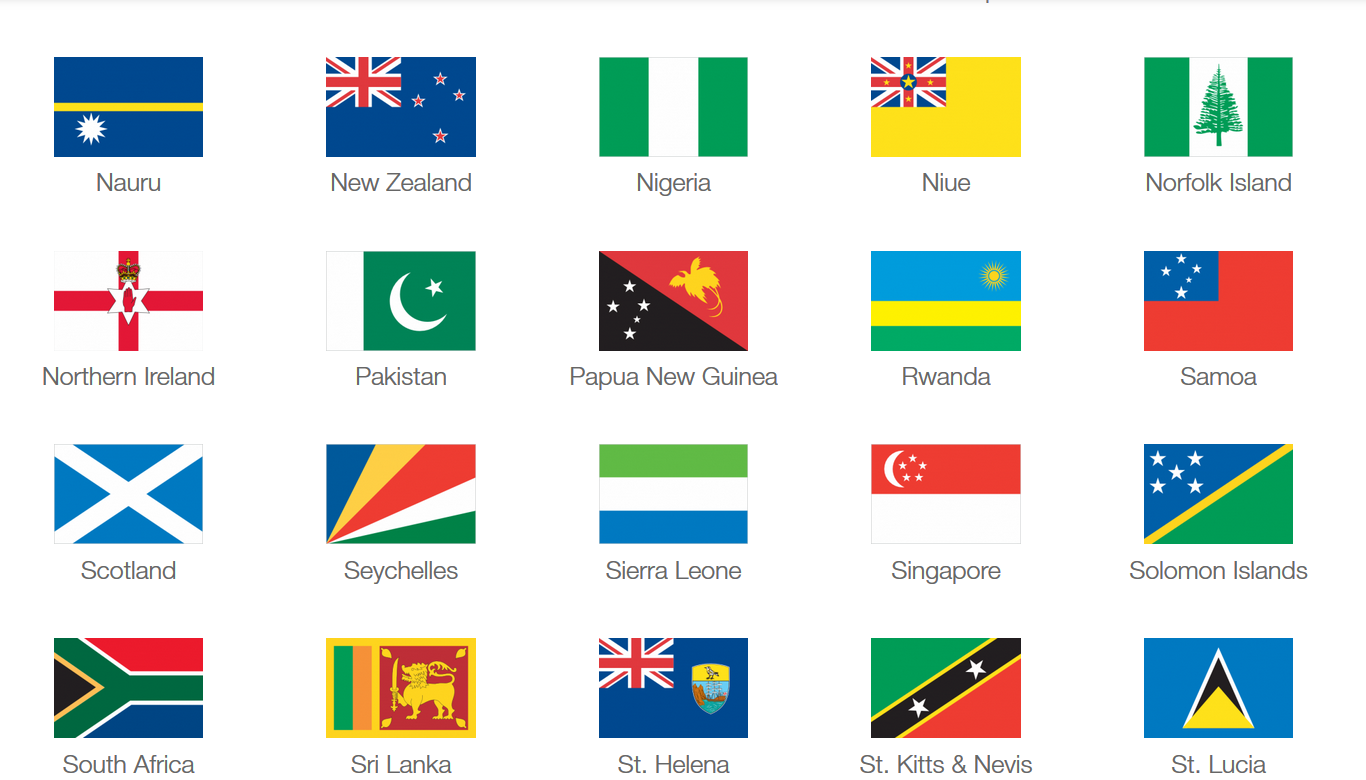 Nauru
New Zealand
Nigeria
Niue
Norfolk Island
Northern Ireland
Pakistan
Papua New Guinea
Rwanda
Samoa
Scotland
Seychelles
Sierra Leone
Singapore
Solomon Islands
South Africa
Sri Lanka
St. Helena
St. Kitts & Nevis
St. Lucia